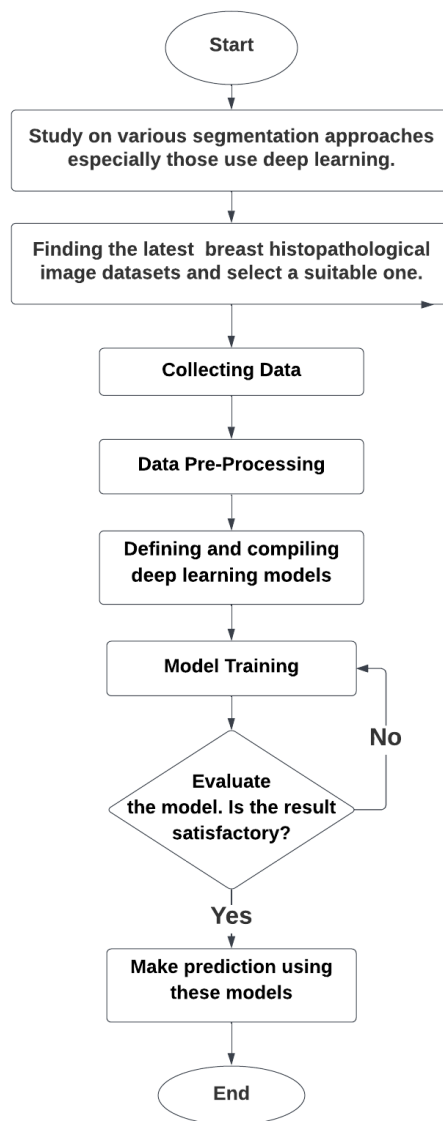 Start
Study on various segmentation approaches
especially those use deep learning.
Finding the latest breast histopathological
image datasets and select a suitable one.
Collecting Data
Data Pre-Processing
Defining and compiling
deep learning models
Model Training
No
Evaluate
the model. Is the result
satisfactory?
Yes
Make prediction using
these models
End